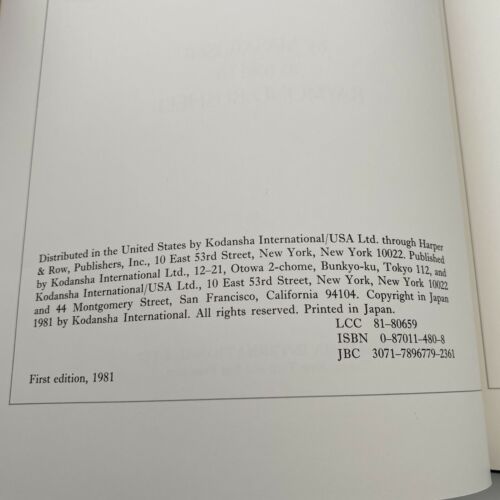 Distributed in the United States by Kodansha International/USA Ltd. through Harper
& Row, Publishers, Inc., 10 East 53rd Street, New York, New York 10022. Published
by Kodansha International Ltd., 12–21, Otowa 2-chome, Bunkyo-ku, Tokyo 112, and
Kodansha International/USA Ltd., 10 East 53rd Street, New York, New York 10022
and 44 Montgomery Street, San Francisco, California 94104. Copyright in Japan
1981 by Kodansha International. All rights reserved. Printed in Japan.
LCC 81–80659
ISBN 0–87011–480–8
JBC 3071–7896779–2361
First edition, 1981